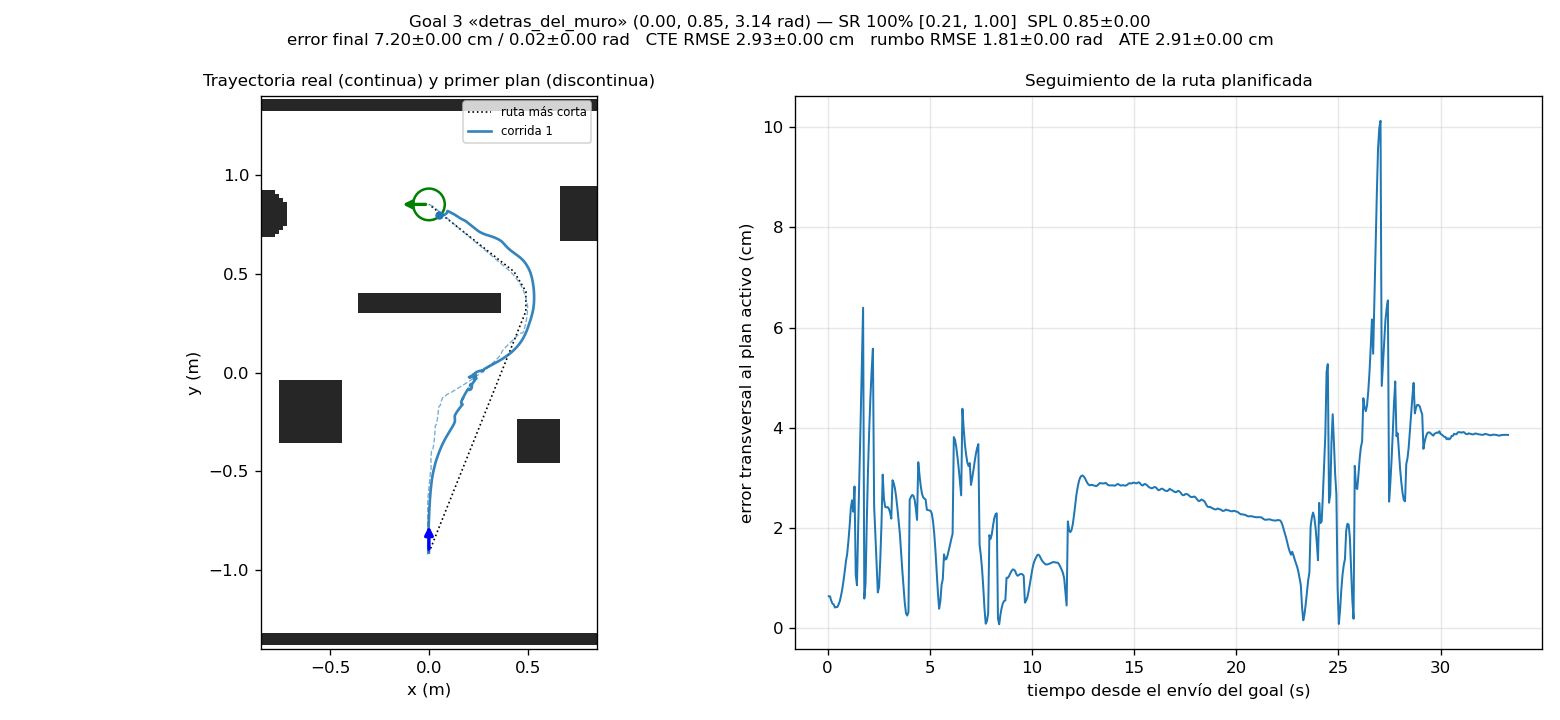 Goal 3 «detras_del_muro» (0.00, 0.85, 3.14 rad) — SR 100% [0.21, 1.00]  SPL 0.85±0.00
error final 7.20±0.00 cm / 0.02±0.00 rad   CTE RMSE 2.93±0.00 cm   rumbo RMSE 1.81±0.00 rad   ATE 2.91±0.00 cm
Trayectoria real (continua) y primer plan (discontinua)
ruta más corta
corrida 1
1.0
0.5
0.0
−0.5
−1.0
y (m)
−0.5
0.0
0.5
x (m)
Seguimiento de la ruta planificada
10
8
6
4
2
0
error transversal al plan activo (cm)
0
5
10
15
20
25
30
tiempo desde el envío del goal (s)